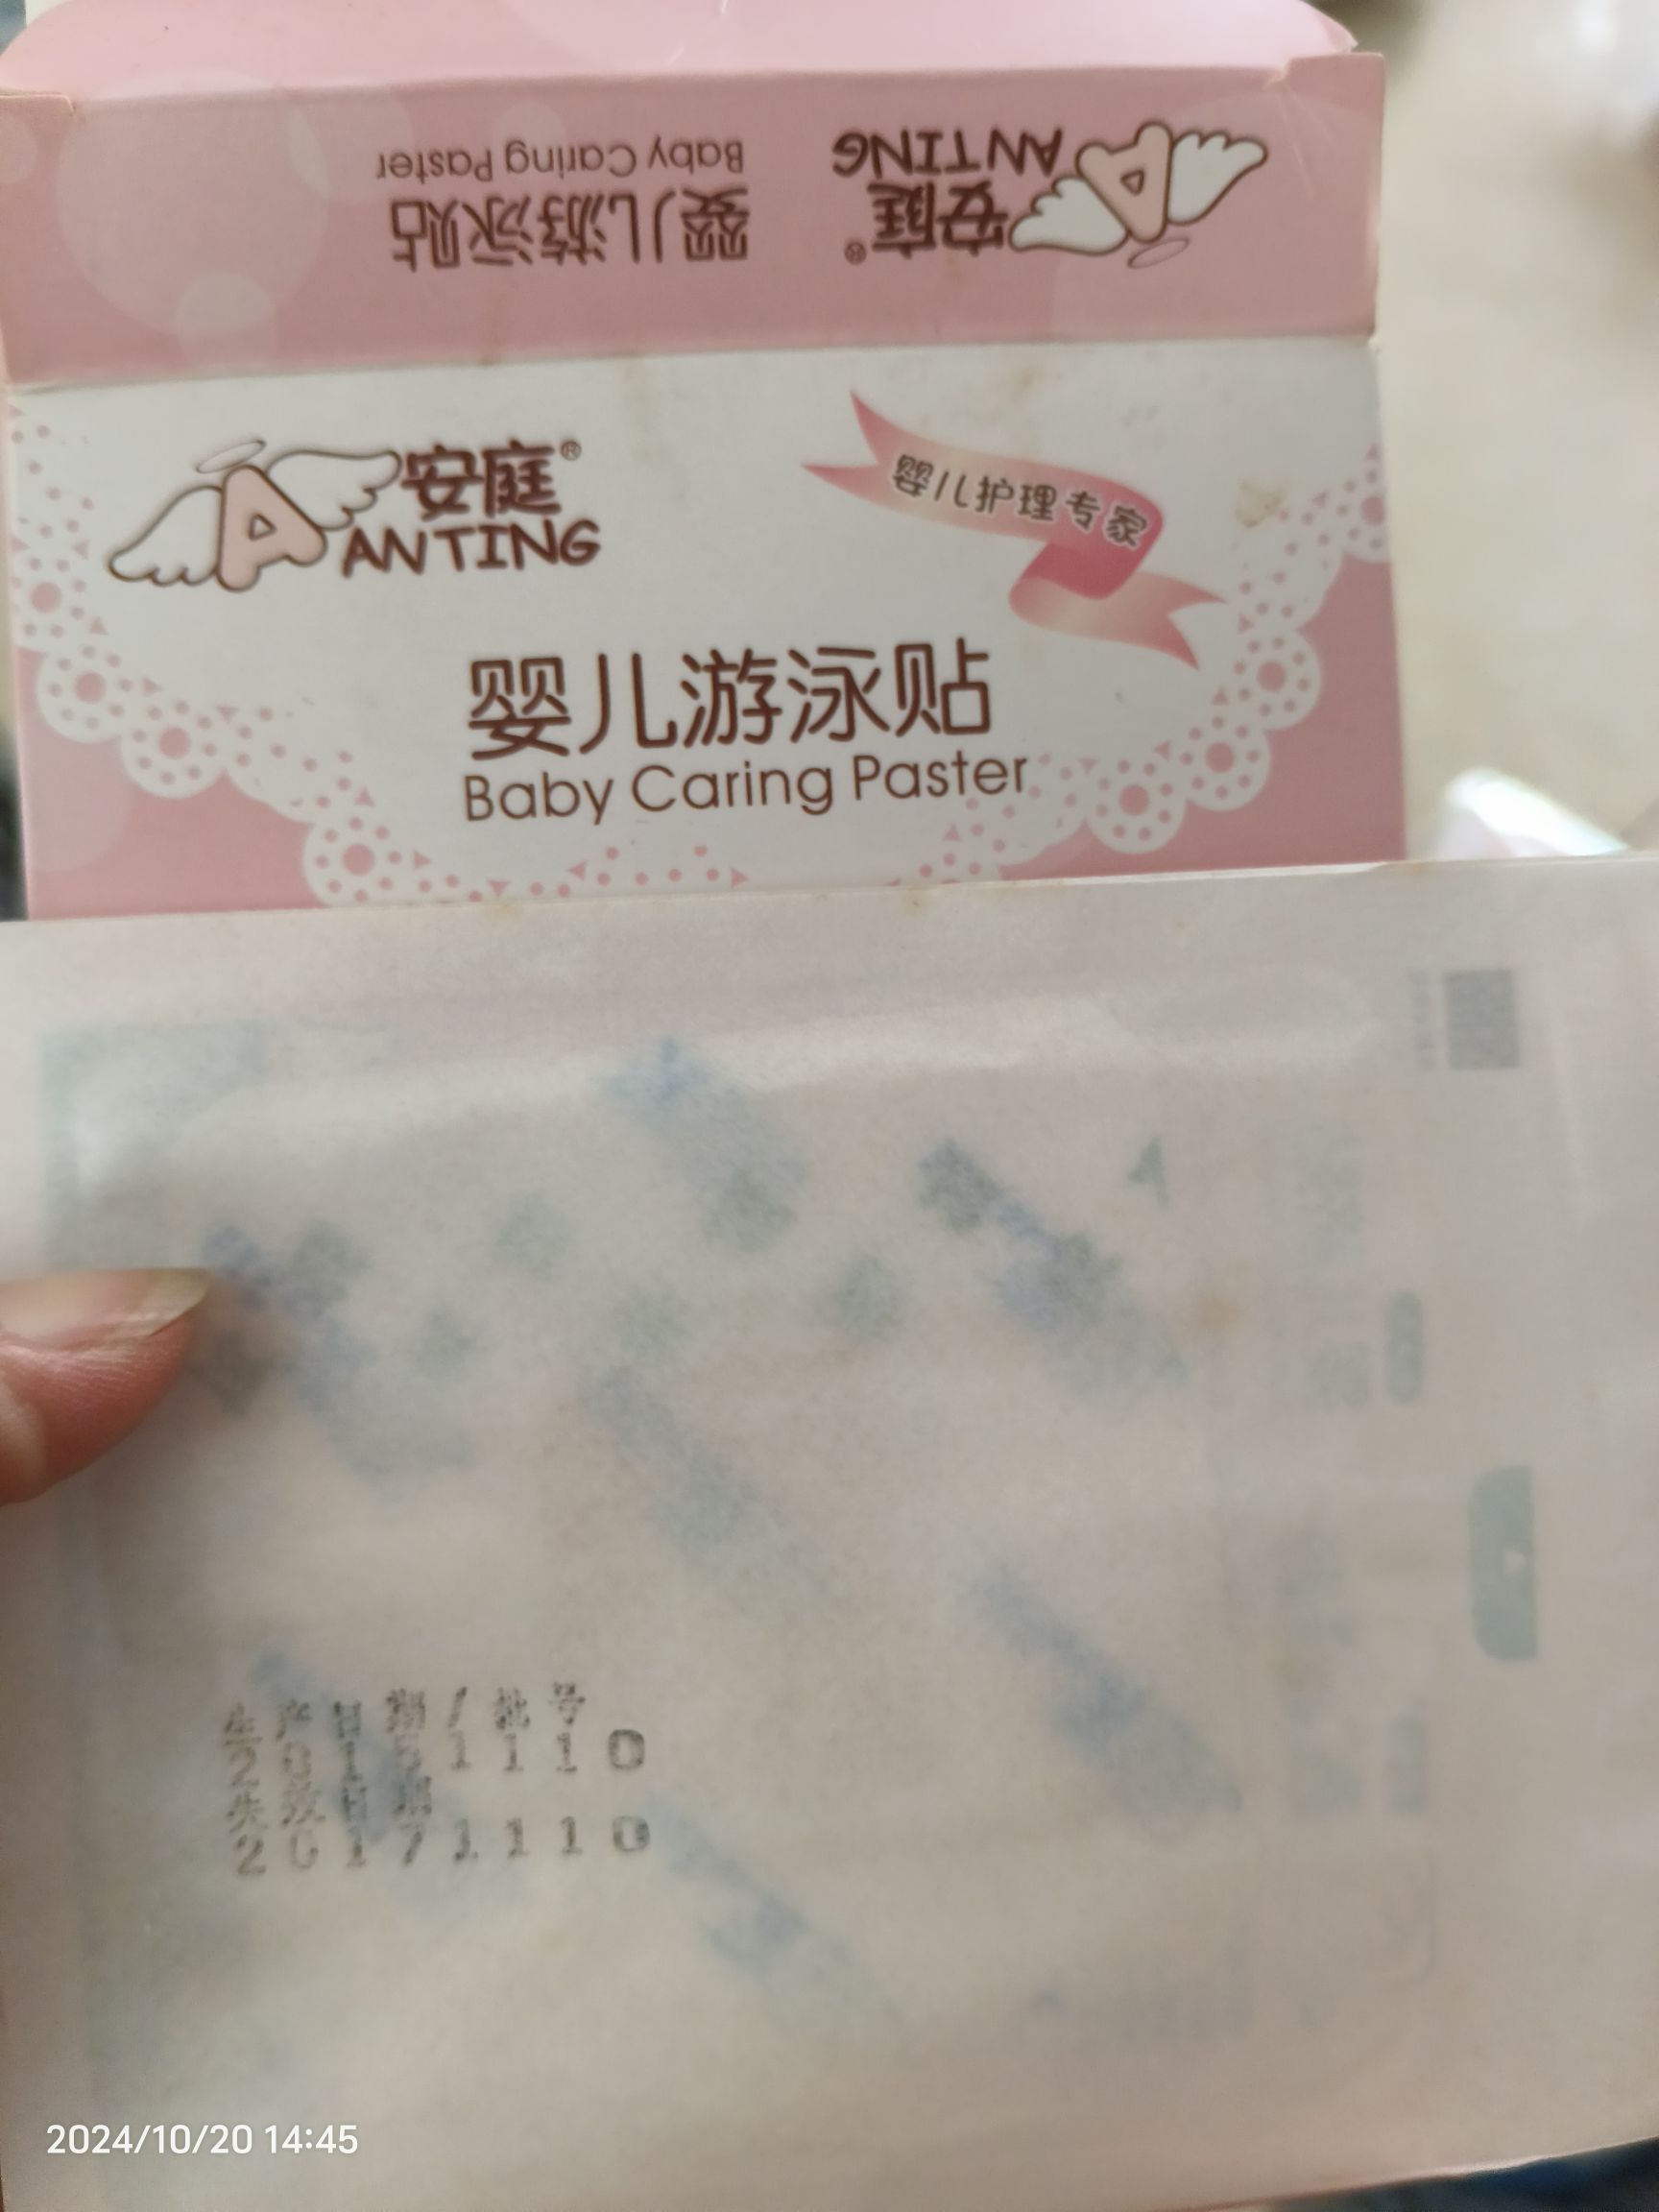 Baby Caring Paster
婴儿游泳贴
ANTING
安庭®
A
安庭®
A
ANTING
婴儿护理专家
婴儿游泳贴
Baby Caring Paster
生产日期/批号
20151110
失效日期
20171110
2024/10/20 14:45